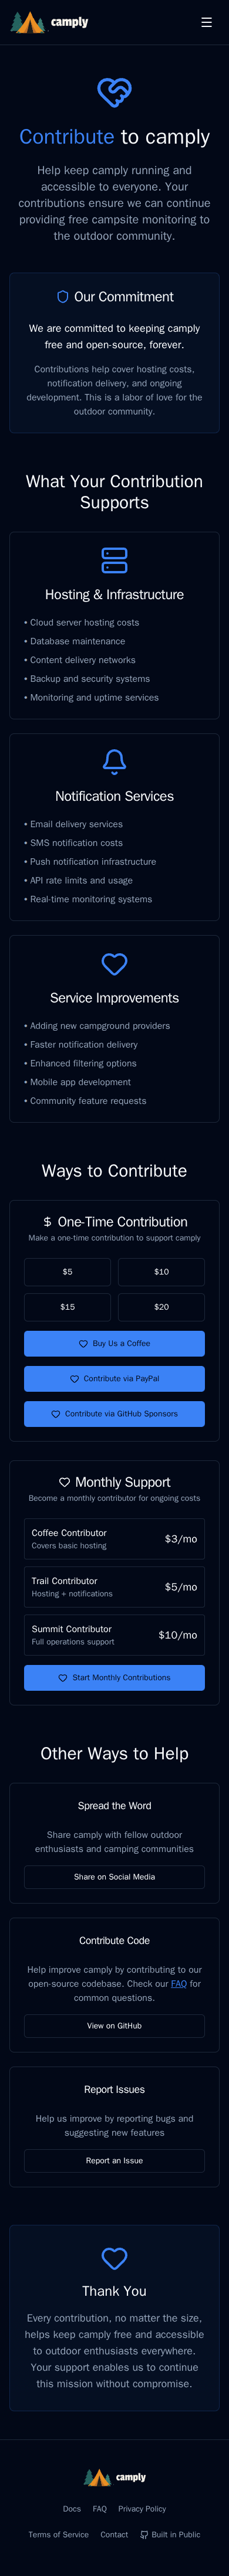 camply
Contribute to camply
Help keep camply running and
accessible to everyone. Your
contributions ensure we can continue
providing free campsite monitoring to
the outdoor community.
Our Commitment
We are committed to keeping camply
free and open-source, forever.
Contributions help cover hosting costs,
notification delivery, and ongoing
development. This is a labor of love for the
outdoor community.
What Your Contribution
Supports
Hosting & Infrastructure
• Cloud server hosting costs
• Database maintenance
• Content delivery networks
• Backup and security systems
• Monitoring and uptime services
Notification Services
• Email delivery services
• SMS notification costs
• Push notification infrastructure
• API rate limits and usage
• Real-time monitoring systems
Service Improvements
• Adding new campground providers
• Faster notification delivery
• Enhanced filtering options
• Mobile app development
• Community feature requests
Ways to Contribute
One-Time Contribution
Make a one-time contribution to support camply
$5 $10
$15 $20
Buy Us a Coffee
Contribute via PayPal
Contribute via GitHub Sponsors
Monthly Support
Become a monthly contributor for ongoing costs
Coffee Contributor
Covers basic hosting
$3/mo
Trail Contributor
Hosting + notifications
$5/mo
Summit Contributor
Full operations support
$10/mo
Start Monthly Contributions
Other Ways to Help
Spread the Word
Share camply with fellow outdoor
enthusiasts and camping communities
Share on Social Media
Contribute Code
Help improve camply by contributing to our
open-source codebase. Check our FAQ for
common questions.
View on GitHub
Report Issues
Help us improve by reporting bugs and
suggesting new features
Report an Issue
Thank You
Every contribution, no matter the size,
helps keep camply free and accessible
to outdoor enthusiasts everywhere.
Your support enables us to continue
this mission without compromise.
camply
Docs FAQ Privacy Policy
Terms of Service Contact Built in Public